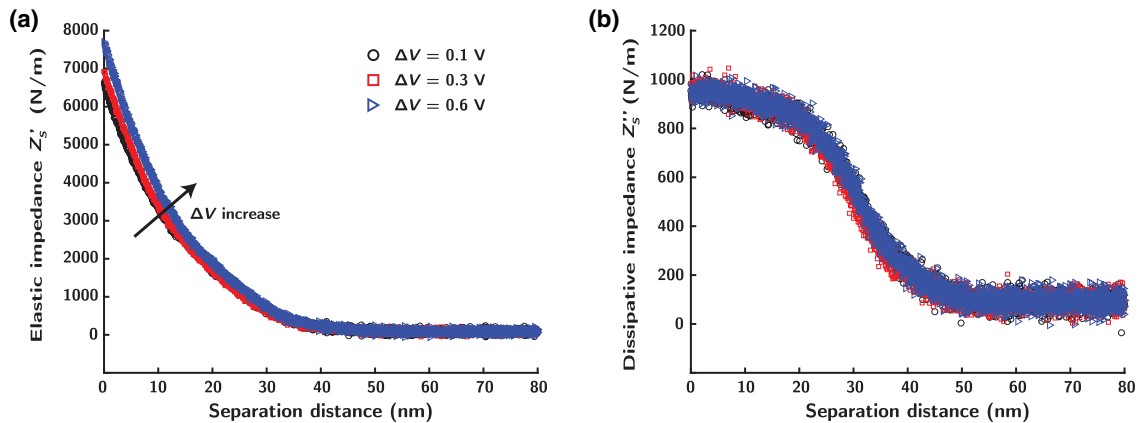 (a)
Elastic impedance Z′ₛ (N/m)
8000
7000
6000
5000
4000
3000
2000
1000
0
ΔV = 0.1 V
ΔV = 0.3 V
ΔV = 0.6 V
ΔV increase
0 10 20 30 40 50 60 70 80
Separation distance (nm)
(b)
Dissipative impedance Z″ₛ (N/m)
1200
1000
800
600
400
200
0
0 10 20 30 40 50 60 70 80
Separation distance (nm)